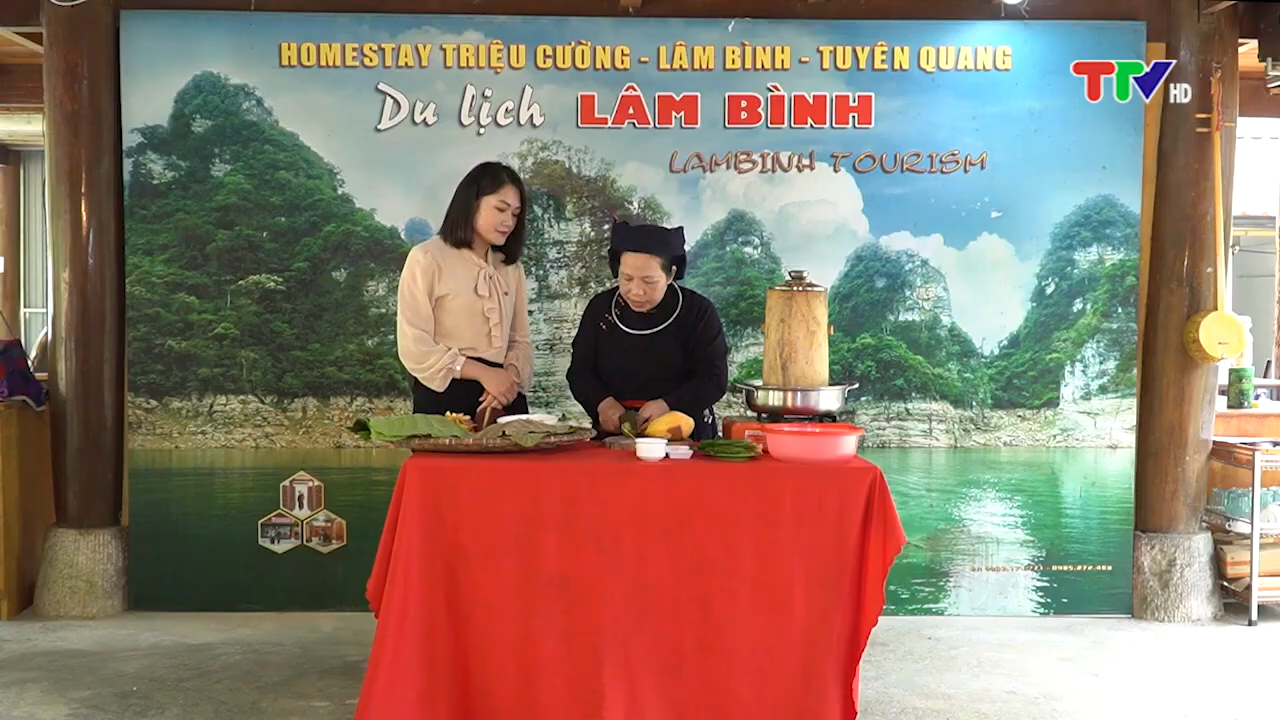 HOMESTAY TRIỆU CƯỜNG - LÂM BÌNH - TUYÊN QUANG
TTV HD
Du lịch LÂM BÌNH
LAMBINH TOURISM